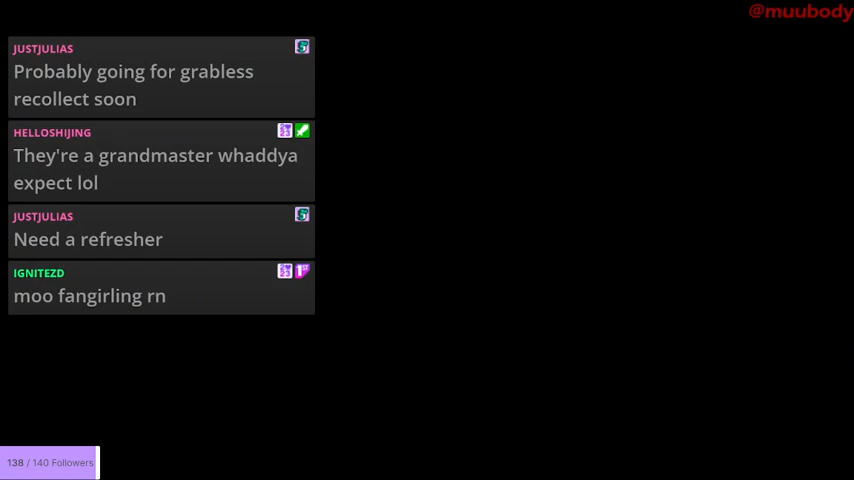 @muubody
JUSTJULIAS
Probably going for grabless
recollect soon
HELLOSHIJING
They're a grandmaster whaddya
expect lol
JUSTJULIAS
Need a refresher
IGNITEZD
moo fangirling rn
138 / 140 Followers